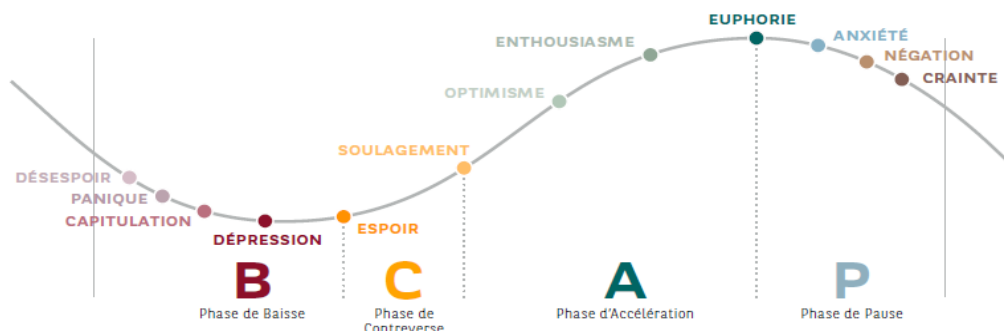 EUPHORIE
ANXIÉTÉ
ENTHOUSIASME
NÉGATION
CRAINTE
OPTIMISME
SOULAGEMENT
DÉSESPOIR
PANIQUE
CAPITULATION
ESPOIR
DÉPRESSION
B
Phase de Baisse
C
Phase de
Contreverse
A
Phase d'Accélération
P
Phase de Pause